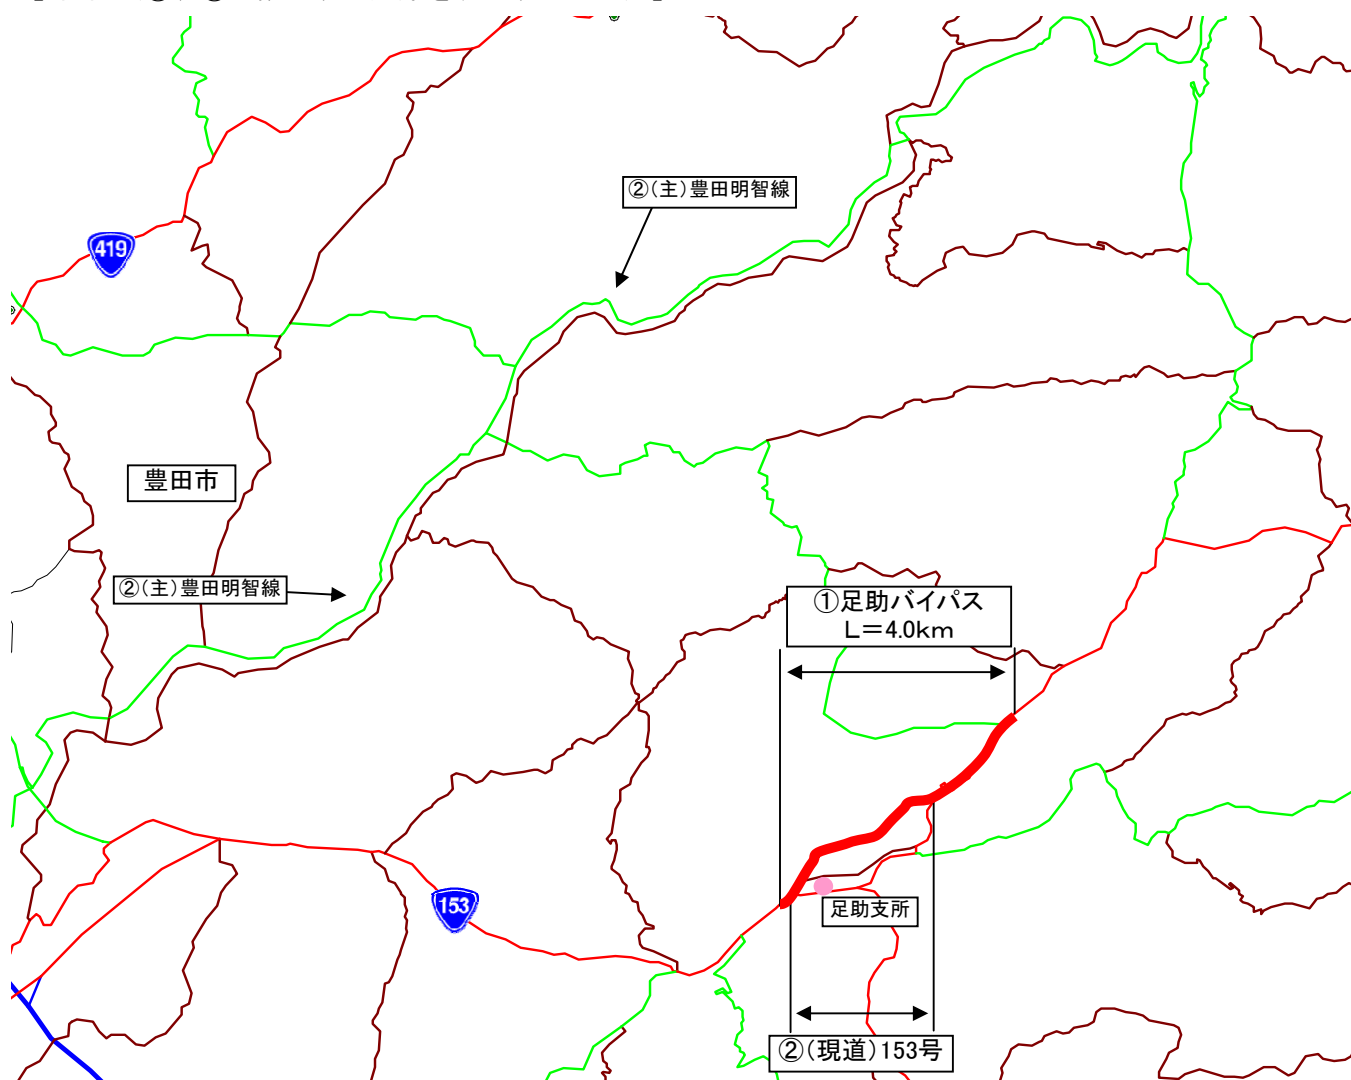 ②(主)豊田明智線
419
豊田市
②(主)豊田明智線
①足助バイパス
L=4.0km
153
足助支所
②(現道)153号